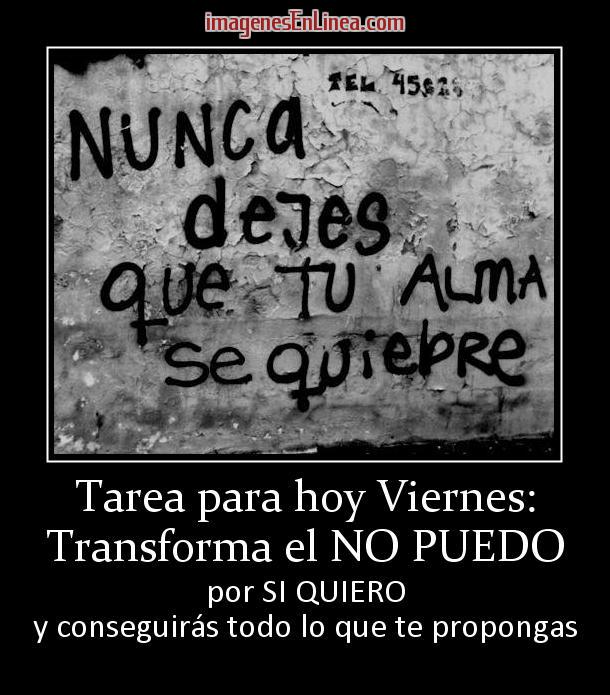 imagenesEnLinea.com
TEL. 45626
NUNCa
dejes
que TU ALMA
se quiebre
Tarea para hoy Viernes:
Transforma el NO PUEDO
por SI QUIERO
y conseguirás todo lo que te propongas